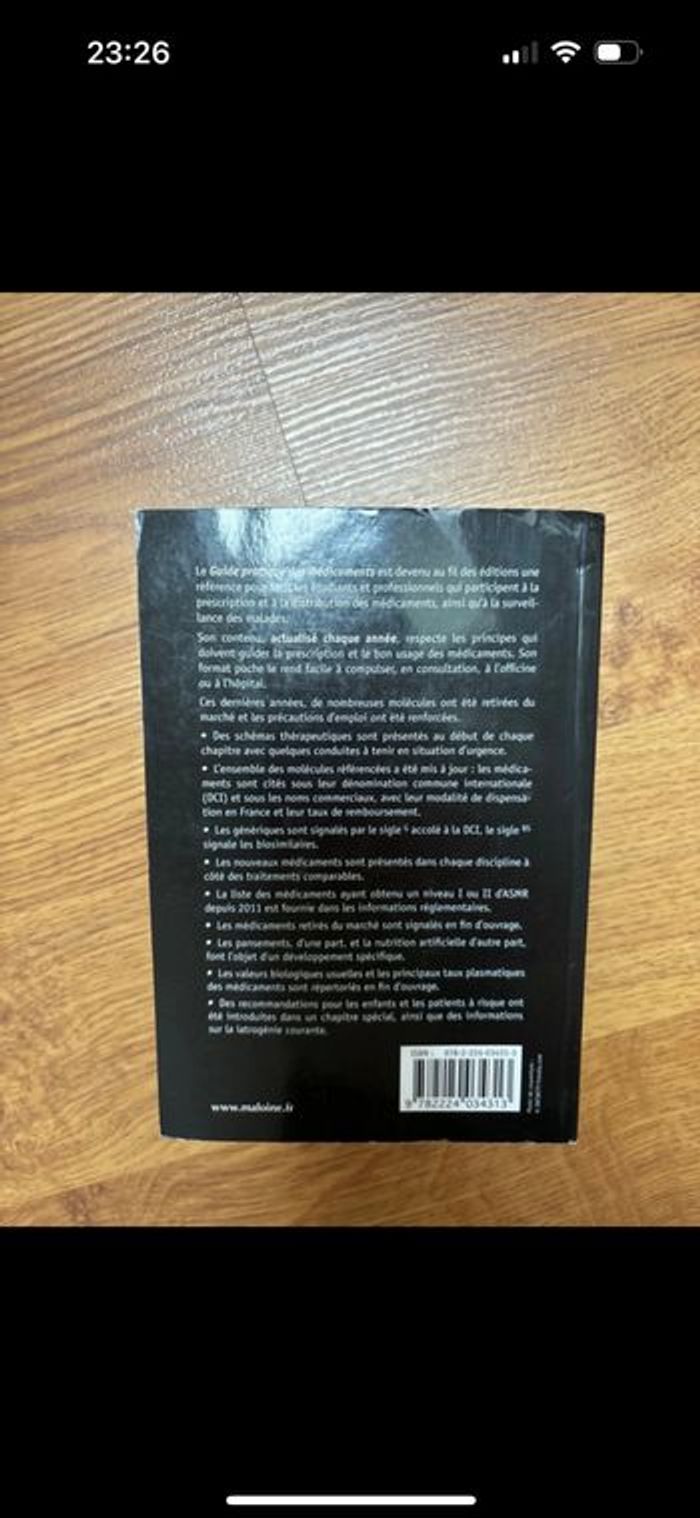 23:26
Le Guide pratique des médicaments est devenu au fil des éditions une
référence pour tous les étudiants et professionnels qui participent à la
prescription et à la distribution des médicaments, ainsi qu'à la surveil-
lance des malades.
Son contenu, actualisé chaque année, respecte les principes qui
doivent guider la prescription et le bon usage des médicaments. Son
format poche le rend facile à compulser, en consultation, à l'officine
ou à l'hôpital.
Ces dernières années, de nombreuses molécules ont été retirées du
marché et les précautions d'emploi ont été renforcées.
• Des schémas thérapeutiques sont présentés au début de chaque
chapitre avec quelques conduites à tenir en situation d'urgence.
• L'ensemble des molécules référencées a été mis à jour : les médica-
ments sont cités sous leur dénomination commune internationale
(DCI) et sous les noms commerciaux, avec leur modalité de dispensa-
tion en France et leur taux de remboursement.
• Les génériques sont signalés par le sigle accolé à la DCI, le sigle
signale les biosimilaires.
• Les nouveaux médicaments sont présentés dans chaque discipline à
côté des traitements comparables.
• La liste des médicaments ayant obtenu un niveau I ou II d'ASMR
depuis 2011 est fournie dans les informations réglementaires.
• Les médicaments retirés du marché sont signalés en fin d'ouvrage.
• Les pansements, d'une part, et la nutrition artificielle d'autre part,
font l'objet d'un développement spécifique.
• Les valeurs biologiques usuelles et les principaux taux plasmatiques
des médicaments sont répertoriés en fin d'ouvrage.
• Des recommandations pour les enfants et les patients à risque ont
été introduites dans un chapitre spécial, ainsi que des informations
sur la iatrogénie courante.
ISBN : 978-2-224-03431-3
9 782224 034313
www.maloine.fr